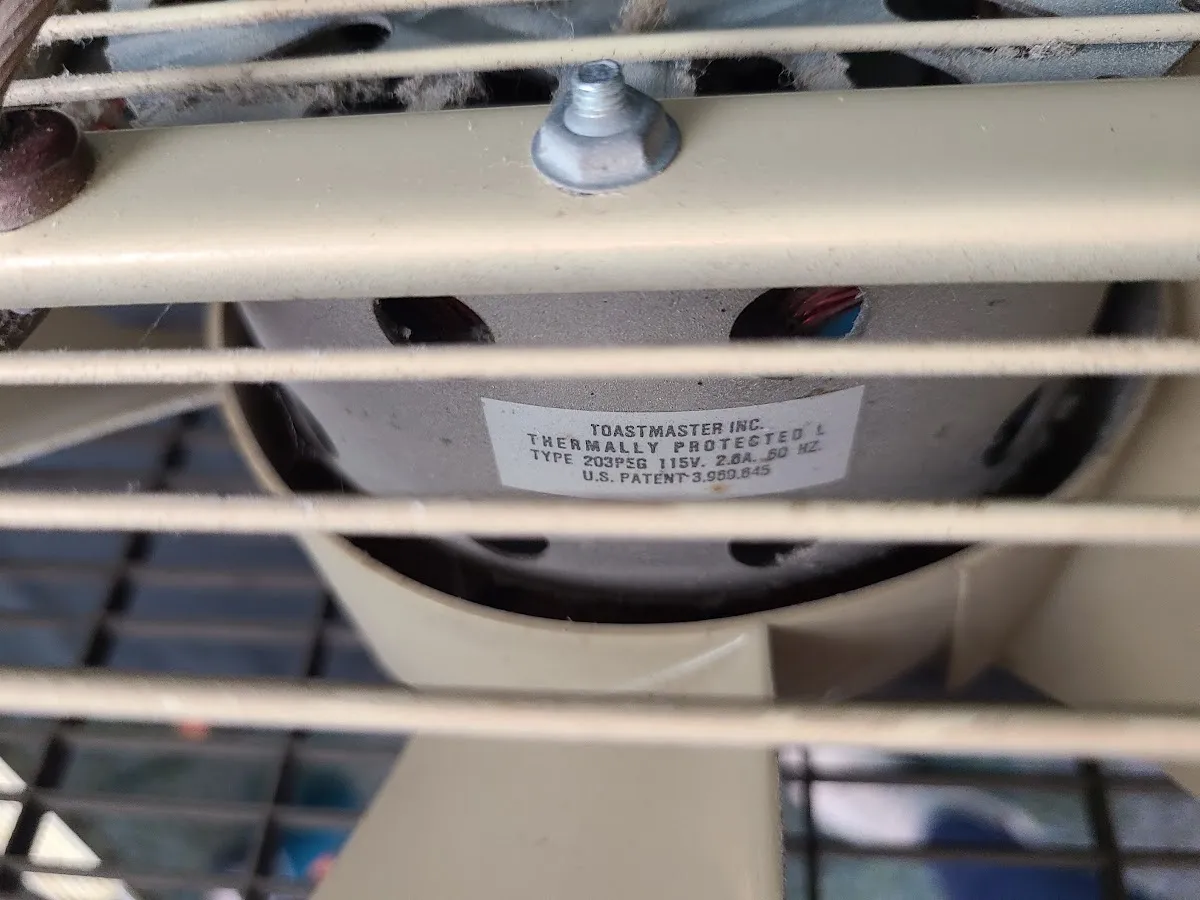 TOASTMASTER INC.
THERMALLY PROTECTED L
TYPE 203P5G 115V. 2.6A. 60 HZ.
U.S. PATENT 3.959.645